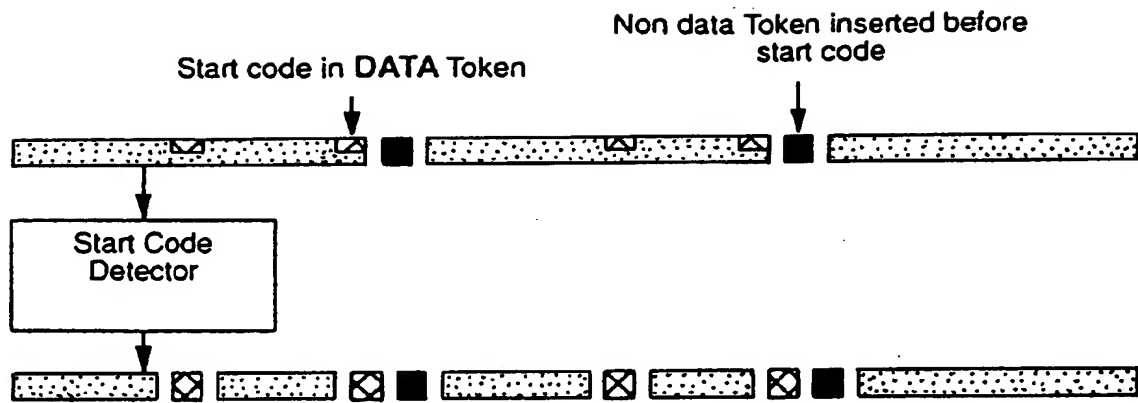 Non data Token inserted before
start code
Start code in DATA Token
Start Code
Detector